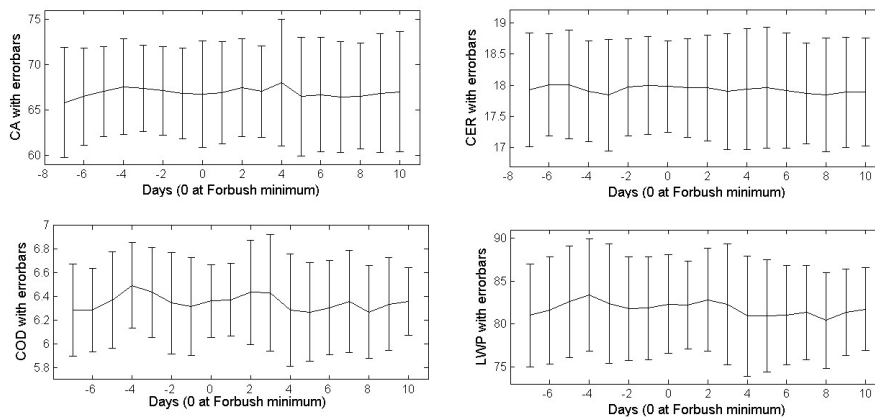 75
70
65
60
CA with errorbars
-8 -6 -4 -2 0 2 4 6 8 10
Days (0 at Forbush minimum)
19
18.5
18
17.5
17
CER with errorbars
-8 -6 -4 -2 0 2 4 6 8 10
Days (0 at Forbush minimum)
7
6.8
6.6
6.4
6.2
6
5.8
COD with errorbars
-6 -4 -2 0 2 4 6 8 10
Days (0 at Forbush minimum)
90
85
80
75
LWP with errorbars
-6 -4 -2 0 2 4 6 8 10
Days (0 at Forbush minimum)